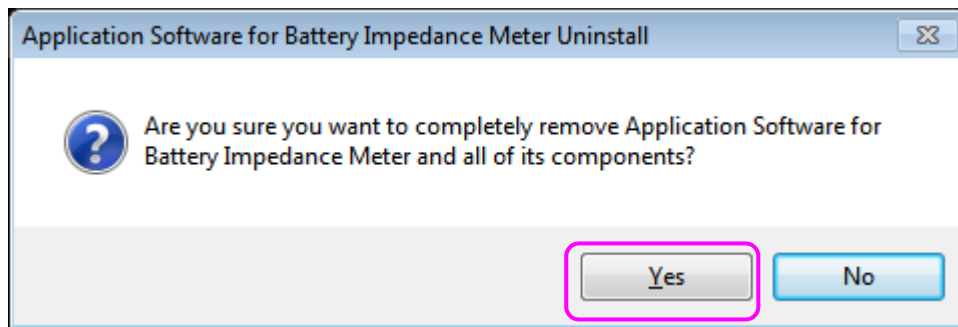 Application Software for Battery Impedance Meter Uninstall
Are you sure you want to completely remove Application Software for
Battery Impedance Meter and all of its components?
Yes
No